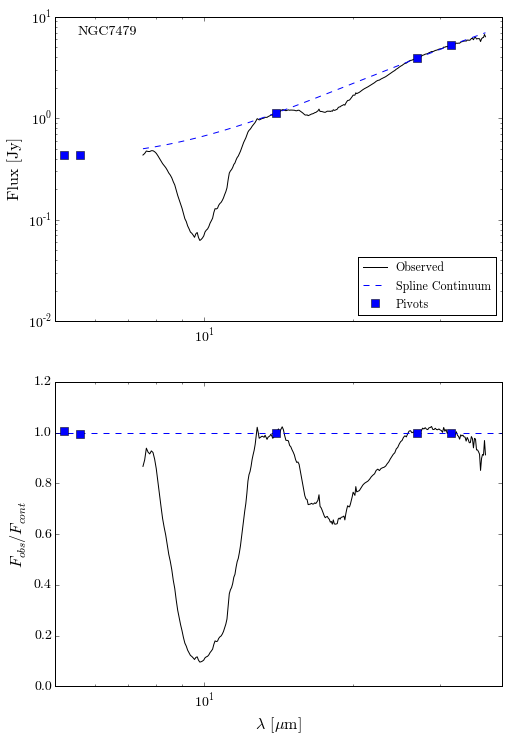 NGC7479
10¹
10⁰
10⁻¹
10⁻²
Flux [Jy]
Observed
Spline Continuum
Pivots
10¹
1.2
1.0
0.8
0.6
0.4
0.2
0.0
F_obs/F_cont
10¹
λ [μm]